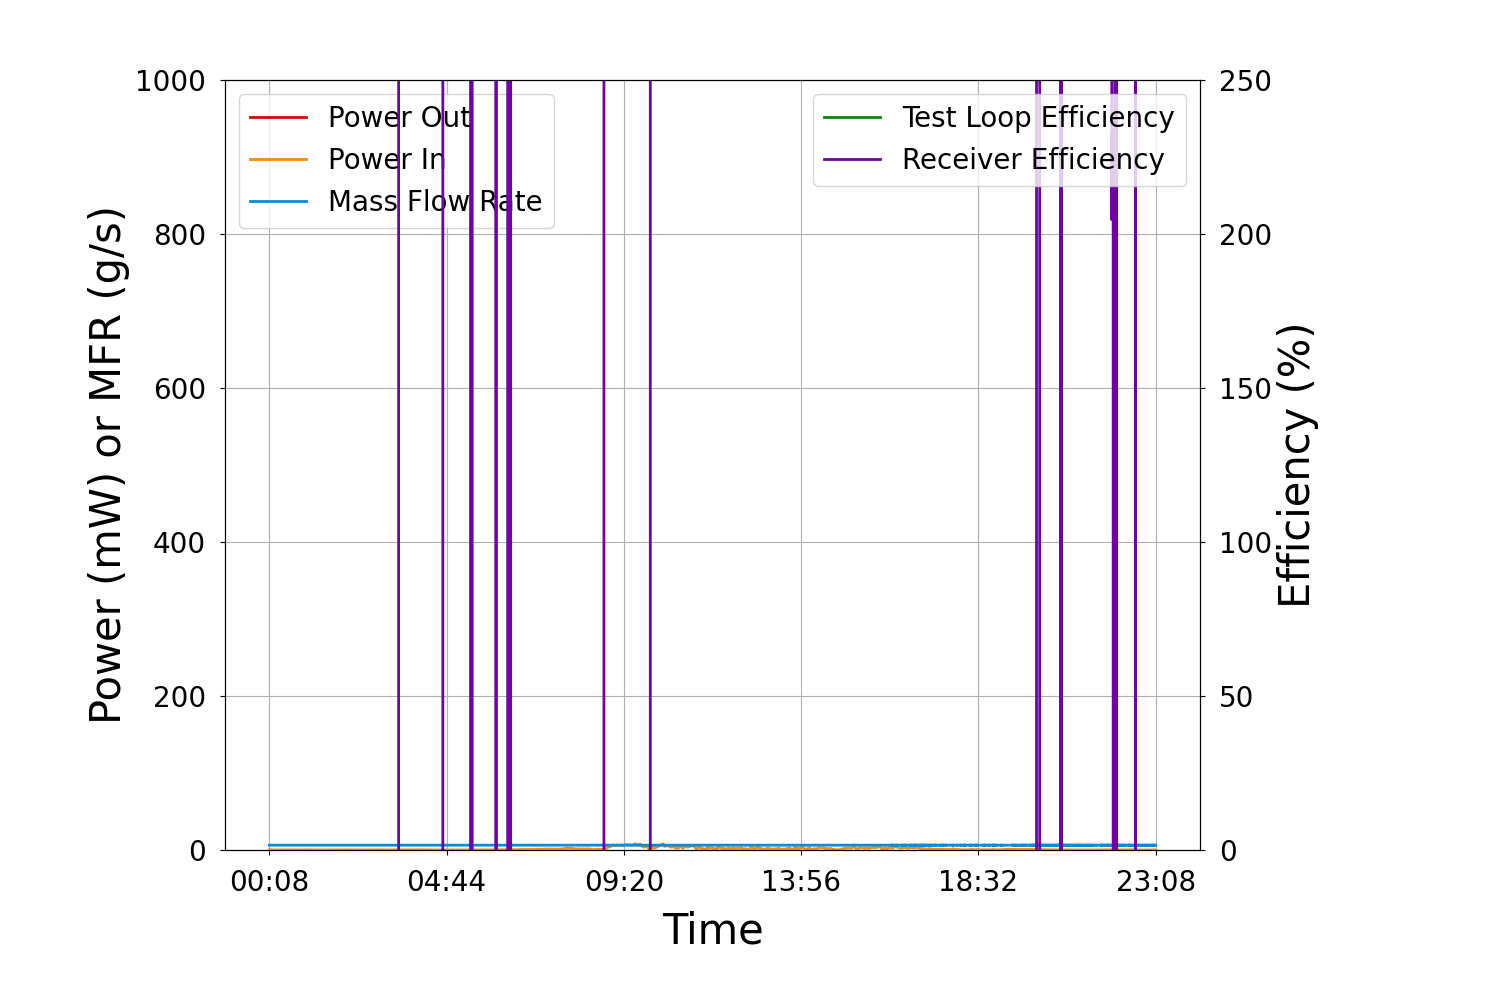 1000
800
600
400
200
0
Power (mW) or MFR (g/s)
Power Out
Power In
Mass Flow Rate
Test Loop Efficiency
Receiver Efficiency
250
200
150
100
50
0
Efficiency (%)
00:08 04:44 09:20 13:56 18:32 23:08
Time